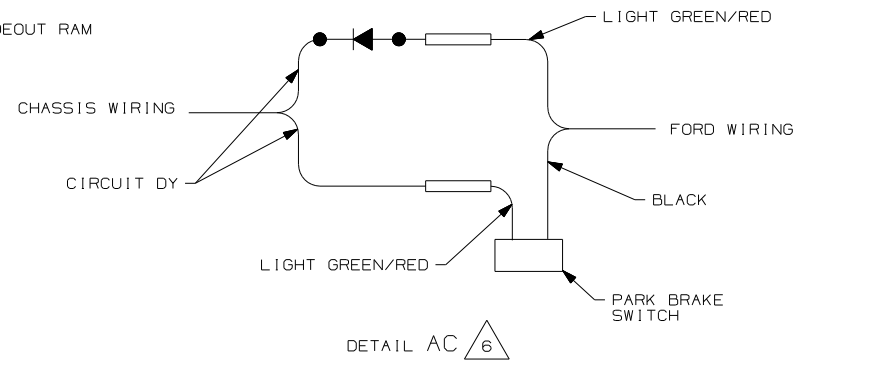 LIGHT GREEN/RED
RAM
CHASSIS WIRING
FORD WIRING
CIRCUIT DY
BLACK
LIGHT GREEN/RED
PARK BRAKE
SWITCH
DETAIL AC 6